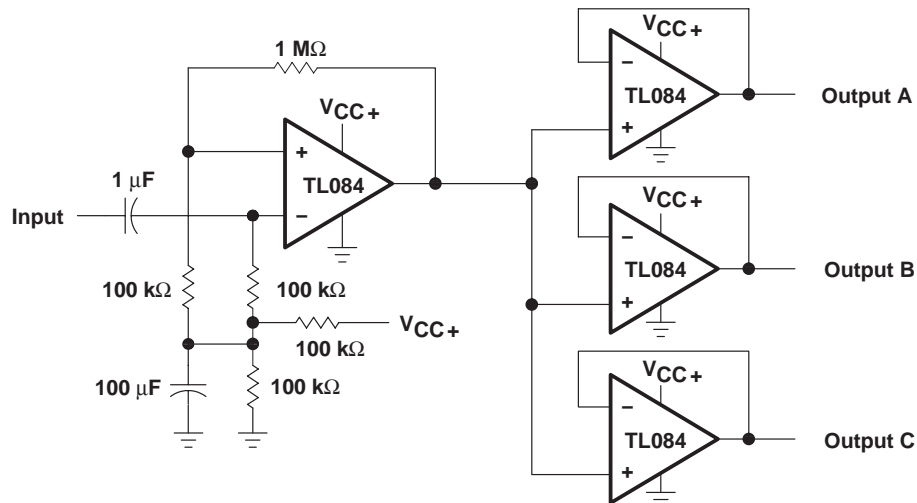 1 MΩ
VCC+
+
TL084
−
1 μF
Input
100 kΩ
100 kΩ
VCC+
100 kΩ
100 μF
100 kΩ
VCC+
−
TL084
+
Output A
VCC+
−
TL084
+
Output B
VCC+
−
TL084
+
Output C